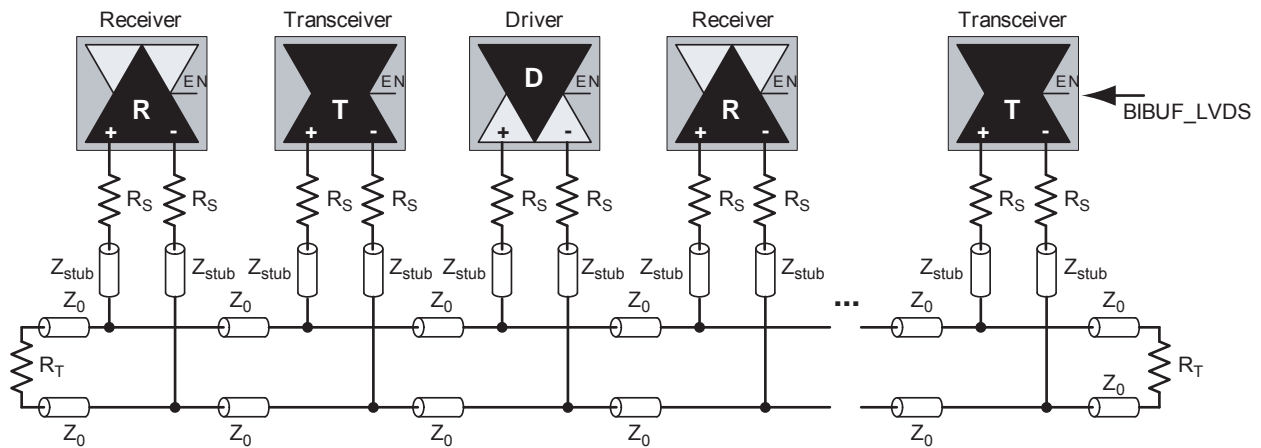 Receiver Transceiver Driver Receiver Transceiver
EN EN EN EN EN
R T D R T
BIBUF_LVDS
+ - + - + - + - + -
RS RS RS RS RS RS RS RS RS RS
Zstub Zstub Zstub Zstub Zstub Zstub Zstub Zstub Zstub Zstub
Z0 Z0 Z0 Z0 ... Z0 Z0
RT RT
Z0
Z0 Z0 Z0 Z0 Z0